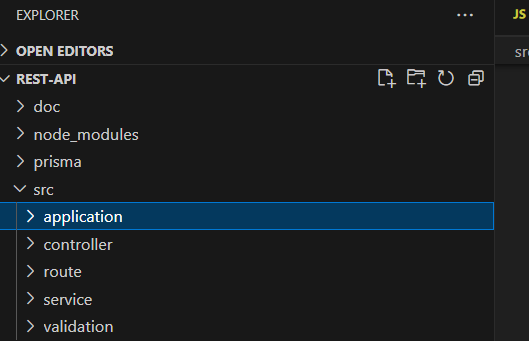 EXPLORER
JS
OPEN EDITORS
REST-API
doc
node_modules
prisma
src
application
controller
route
service
validation